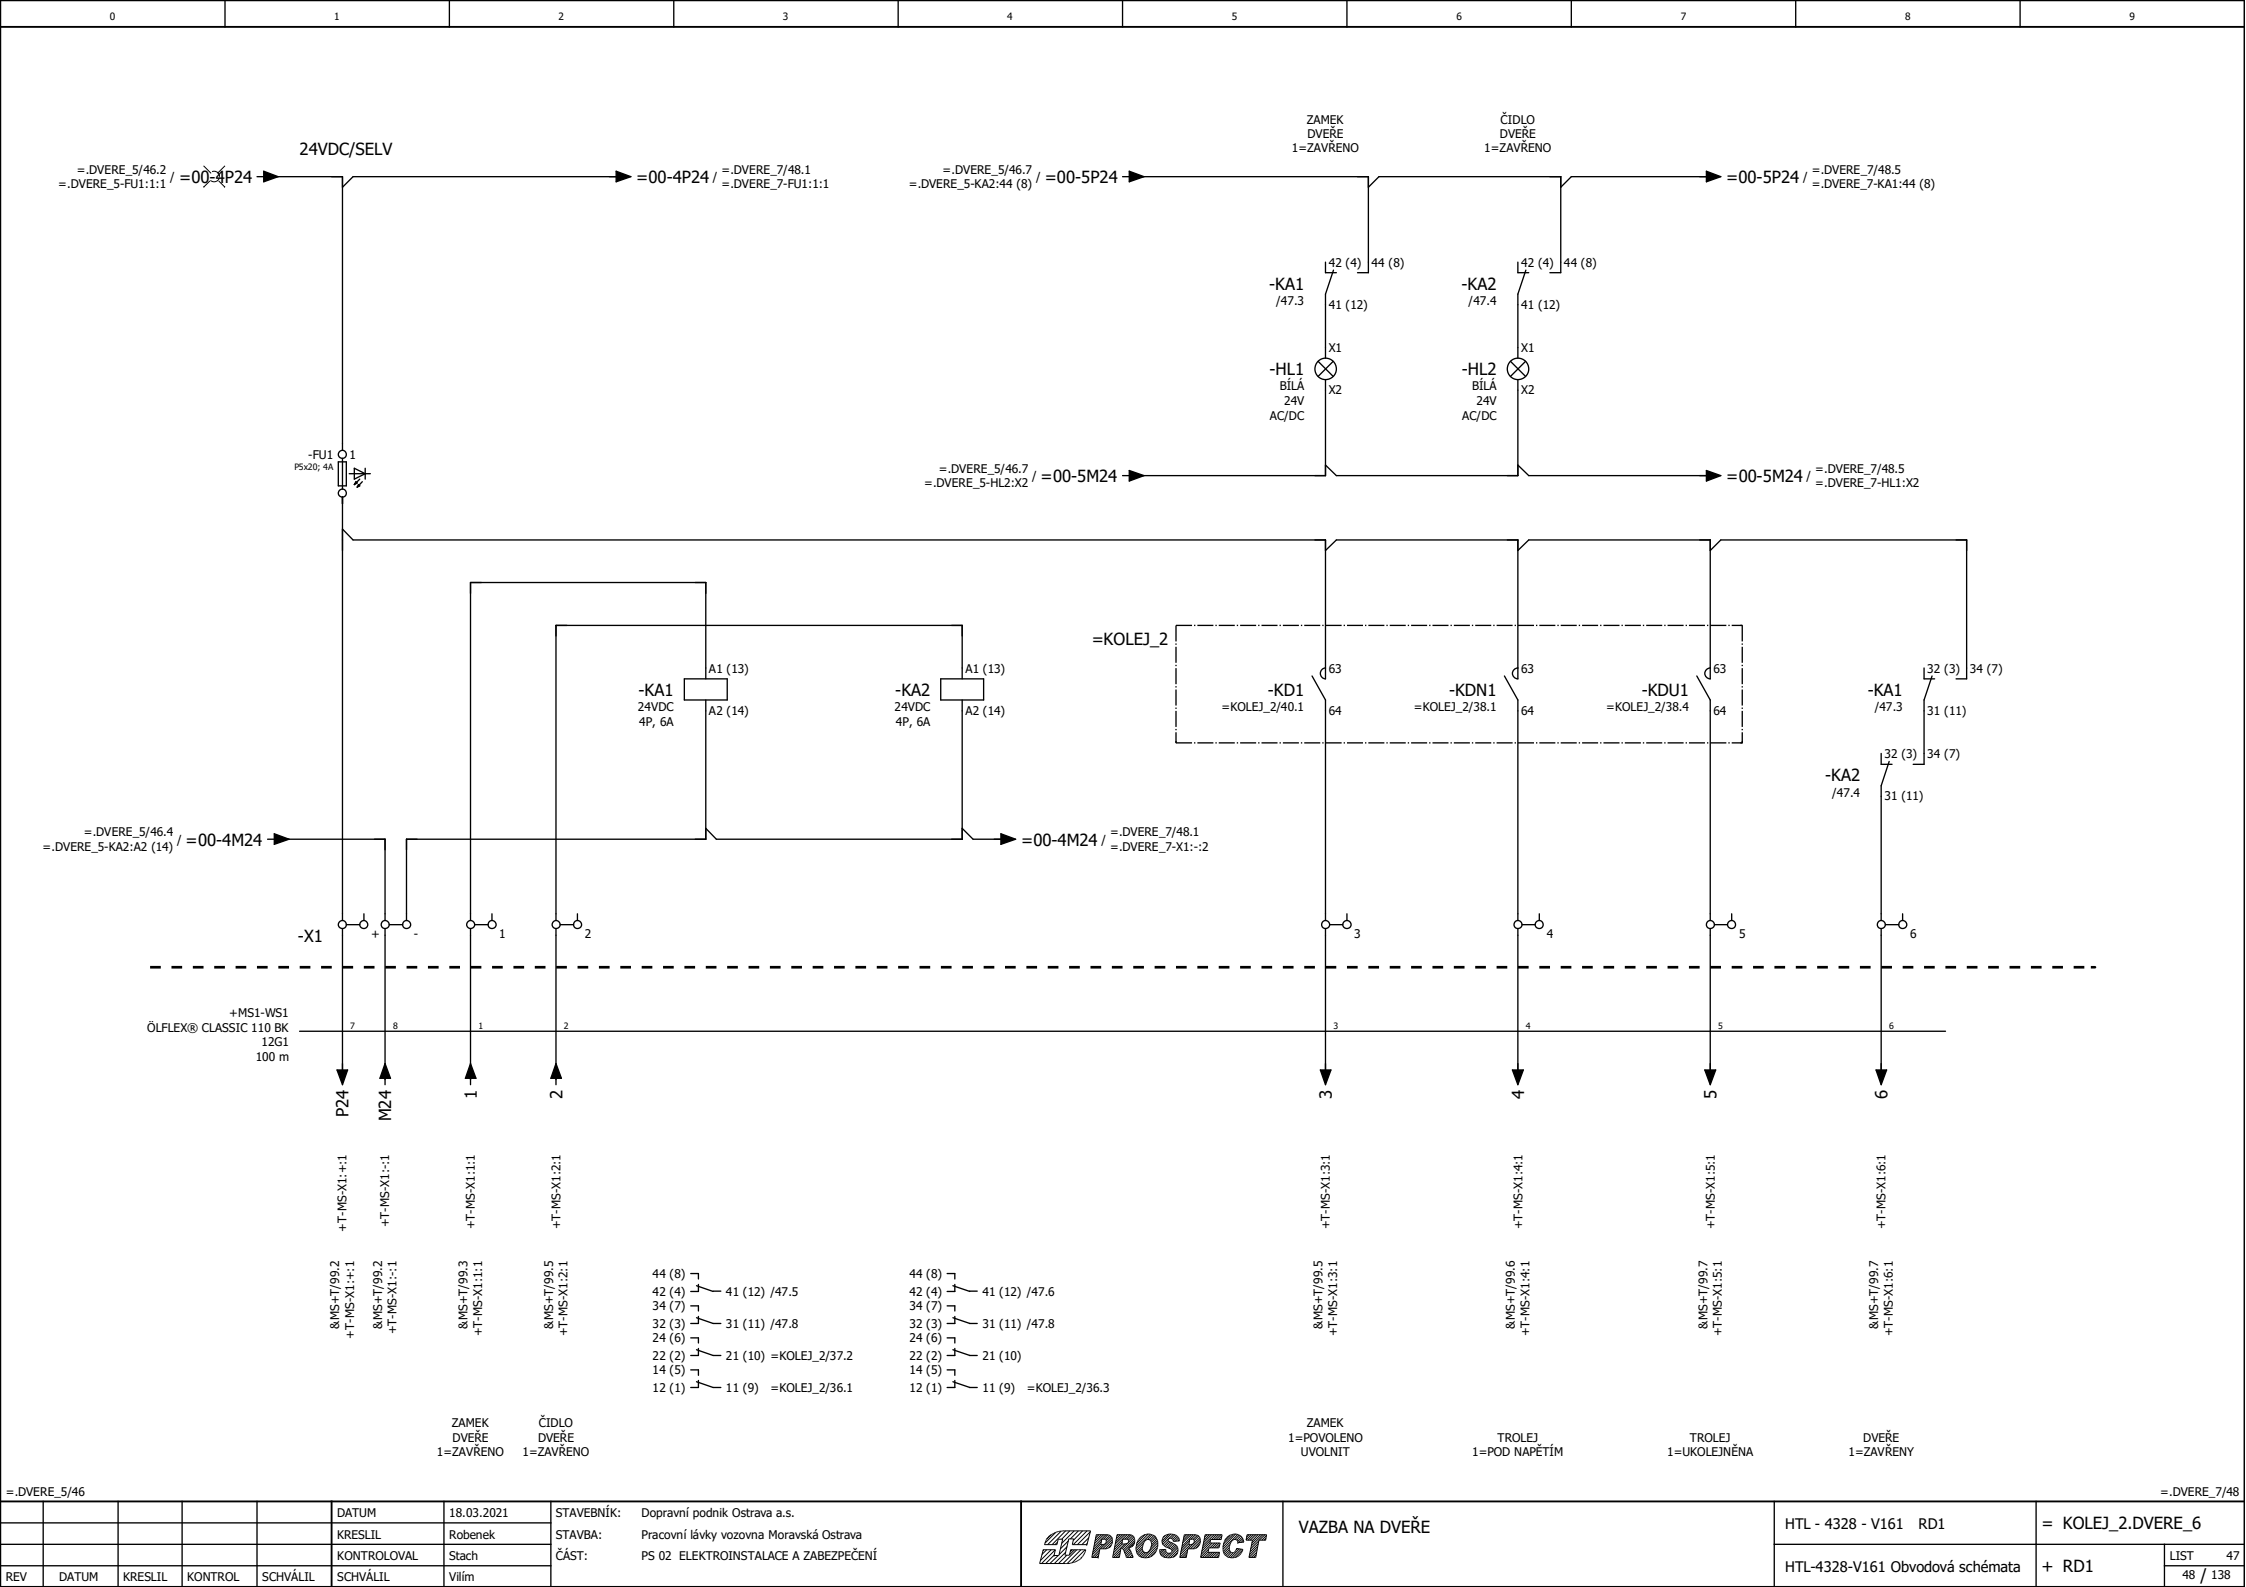 0 1 2 3 4 5 6 7 8 9
ZAMEK
DVEŘE
1=ZAVŘENO
ČIDLO
DVEŘE
1=ZAVŘENO
24VDC/SELV
=.DVERE_5/46.2
=.DVERE_5-FU1:1:1 / =00-4P24
=00-4P24 / =.DVERE_7/48.1
=.DVERE_7-FU1:1:1
=.DVERE_5/46.7
=.DVERE_5-KA2:44 (8) / =00-5P24
=00-5P24 / =.DVERE_7/48.5
=.DVERE_7-KA1:44 (8)
42 (4) 44 (8)
-KA1
/47.3
41 (12)
42 (4) 44 (8)
-KA2
/47.4
41 (12)
X1
-HL1
BÍLÁ
24V
AC/DC
X2
X1
-HL2
BÍLÁ
24V
AC/DC
X2
-FU1 1
P5x20; 4A
=.DVERE_5/46.7
=.DVERE_5-HL2:X2 / =00-5M24
=00-5M24 / =.DVERE_7/48.5
=.DVERE_7-HL1:X2
=KOLEJ_2
A1 (13)
-KA1
24VDC
4P, 6A
A2 (14)
A1 (13)
-KA2
24VDC
4P, 6A
A2 (14)
63
-KD1
=KOLEJ_2/40.1
64
63
-KDN1
=KOLEJ_2/38.1
64
63
-KDU1
=KOLEJ_2/38.4
64
32 (3) 34 (7)
-KA1
/47.3
31 (11)
32 (3) 34 (7)
-KA2
/47.4
31 (11)
=.DVERE_5/46.4
=.DVERE_5-KA2:A2 (14) / =00-4M24
=00-4M24 / =.DVERE_7/48.1
=.DVERE_7-X1:-:2
-X1 + - 1 2 3 4 5 6
+MS1-WS1
ÖLFLEX® CLASSIC 110 BK
12G1
100 m
7 8 1 2 3 4 5 6
P24 M24 1 2 3 4 5 6
+T-MS-X1:+:1
+T-MS-X1:-:1
+T-MS-X1:1:1
+T-MS-X1:2:1
+T-MS-X1:3:1
+T-MS-X1:4:1
+T-MS-X1:5:1
+T-MS-X1:6:1
&MS+T/99.2
+T-MS-X1:+:1
&MS+T/99.2
+T-MS-X1:-:1
&MS+T/99.3
+T-MS-X1:1:1
&MS+T/99.5
+T-MS-X1:2:1
&MS+T/99.5
+T-MS-X1:3:1
&MS+T/99.6
+T-MS-X1:4:1
&MS+T/99.7
+T-MS-X1:5:1
&MS+T/99.7
+T-MS-X1:6:1
44 (8)
42 (4) 41 (12) /47.5
34 (7)
32 (3) 31 (11) /47.8
24 (6)
22 (2) 21 (10) =KOLEJ_2/37.2
14 (5)
12 (1) 11 (9) =KOLEJ_2/36.1
44 (8)
42 (4) 41 (12) /47.6
34 (7)
32 (3) 31 (11) /47.8
24 (6)
22 (2) 21 (10)
14 (5)
12 (1) 11 (9) =KOLEJ_2/36.3
ZAMEK
DVEŘE
1=ZAVŘENO
ČIDLO
DVEŘE
1=ZAVŘENO
ZAMEK
1=POVOLENO
UVOLNIT
TROLEJ
1=POD NAPĚTÍM
TROLEJ
1=UKOLEJNĚNA
DVEŘE
1=ZAVŘENY
=.DVERE_5/46
=.DVERE_7/48
DATUM 18.03.2021
KRESLIL Robenek
KONTROLOVAL Stach
REV DATUM KRESLIL KONTROL SCHVÁLIL SCHVÁLIL Vilím
STAVEBNÍK: Dopravní podnik Ostrava a.s.
STAVBA: Pracovní lávky vozovna Moravská Ostrava
ČÁST: PS 02 ELEKTROINSTALACE A ZABEZPEČENÍ
PROSPECT
VAZBA NA DVEŘE
HTL - 4328 - V161 RD1
HTL-4328-V161 Obvodová schémata
= KOLEJ_2.DVERE_6
+ RD1
LIST 47
48 / 138